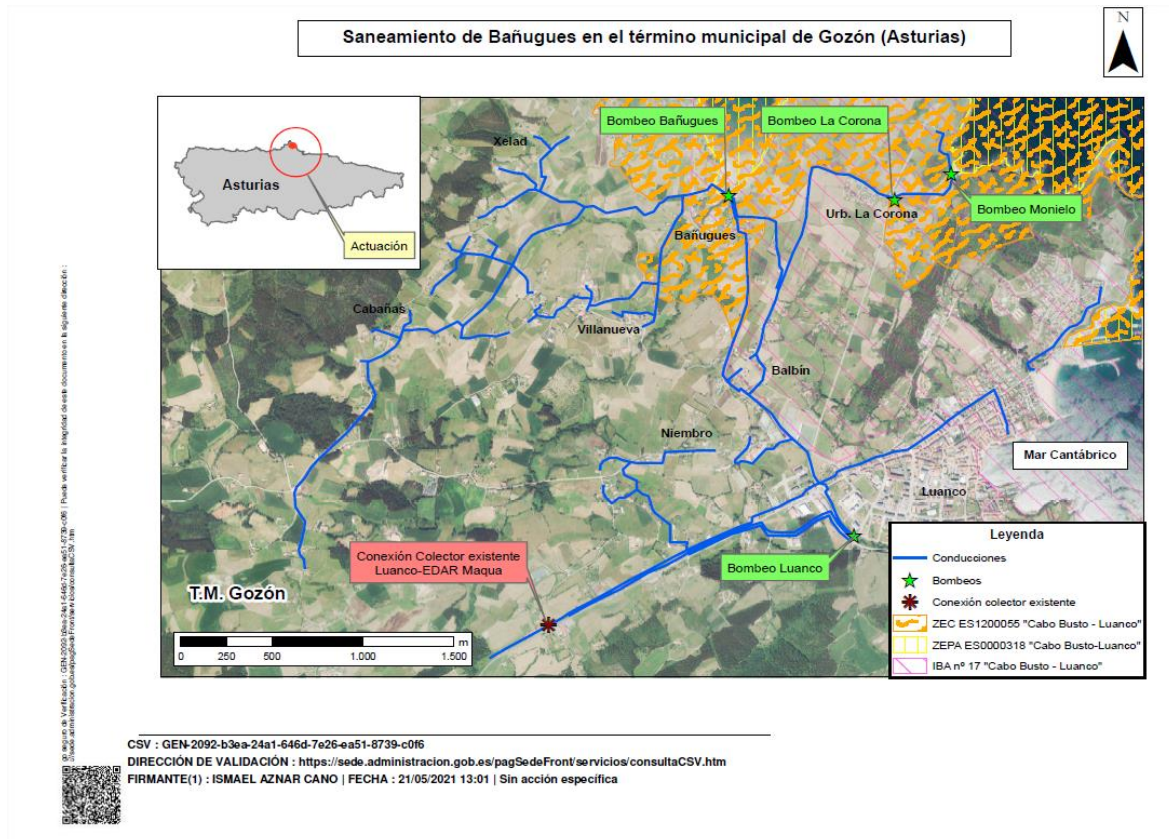 Saneamiento de Bañugues en el término municipal de Gozón (Asturias)
N
Asturias
Actuación
Bombeo Bañugues
Bombeo La Corona
Xelad
Urb. La Corona
Bombeo Monielo
Bañugues
Cabañas
Villanueva
Balbín
Niembro
Mar Cantábrico
Luanco
Conexión Colector existente
Luanco-EDAR Maqua
Bombeo Luanco
T.M. Gozón
m
0 250 500 1.000 1.500
Leyenda
Conducciones
Bombeos
Conexión colector existente
ZEC ES1200055 "Cabo Busto - Luanco"
ZEPA ES0000318 "Cabo Busto-Luanco"
IBA nº 17 "Cabo Busto - Luanco"
CSV : GEN-2092-b3ea-24a1-646d-7e26-ea51-8739-c0f6
DIRECCIÓN DE VALIDACIÓN : https://sede.administracion.gob.es/pagSedeFront/servicios/consultaCSV.htm
FIRMANTE(1) : ISMAEL AZNAR CANO | FECHA : 21/05/2021 13:01 | Sin acción específica